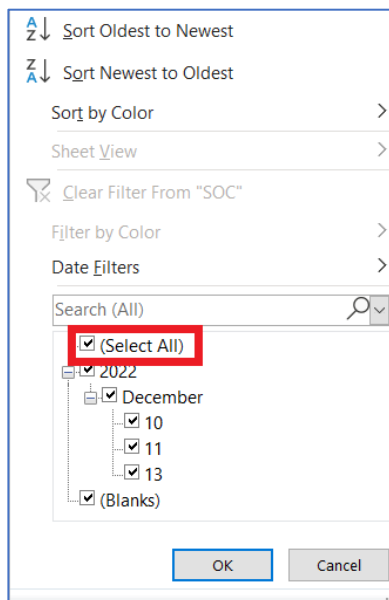 Sort Oldest to Newest
Sort Newest to Oldest
Sort by Color
Sheet View
Clear Filter From "SOC"
Filter by Color
Date Filters
Search (All)
(Select All)
2022
December
10
11
13
(Blanks)
OK Cancel